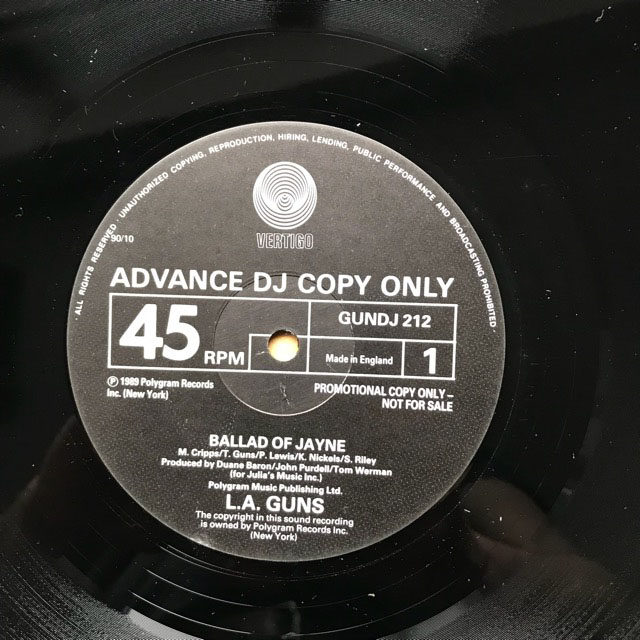 ALL RIGHTS RESERVED · UNAUTHORIZED COPYING, REPRODUCTION, HIRING, LENDING, PUBLIC PERFORMANCE AND BROADCASTING PROHIBITED
90/10
VERTIGO
ADVANCE DJ COPY ONLY
45 RPM
GUNDJ 212
Made in England
1
Ⓟ 1989 Polygram Records
Inc. (New York)
PROMOTIONAL COPY ONLY –
NOT FOR SALE
BALLAD OF JAYNE
M. Cripps/T. Guns/P. Lewis/K. Nickels/S. Riley
Produced by Duane Baron/John Purdell/Tom Werman
(for Julia's Music Inc.)
Polygram Music Publishing Ltd.
L.A. GUNS
The copyright in this sound recording
is owned by Polygram Records Inc.
(New York)